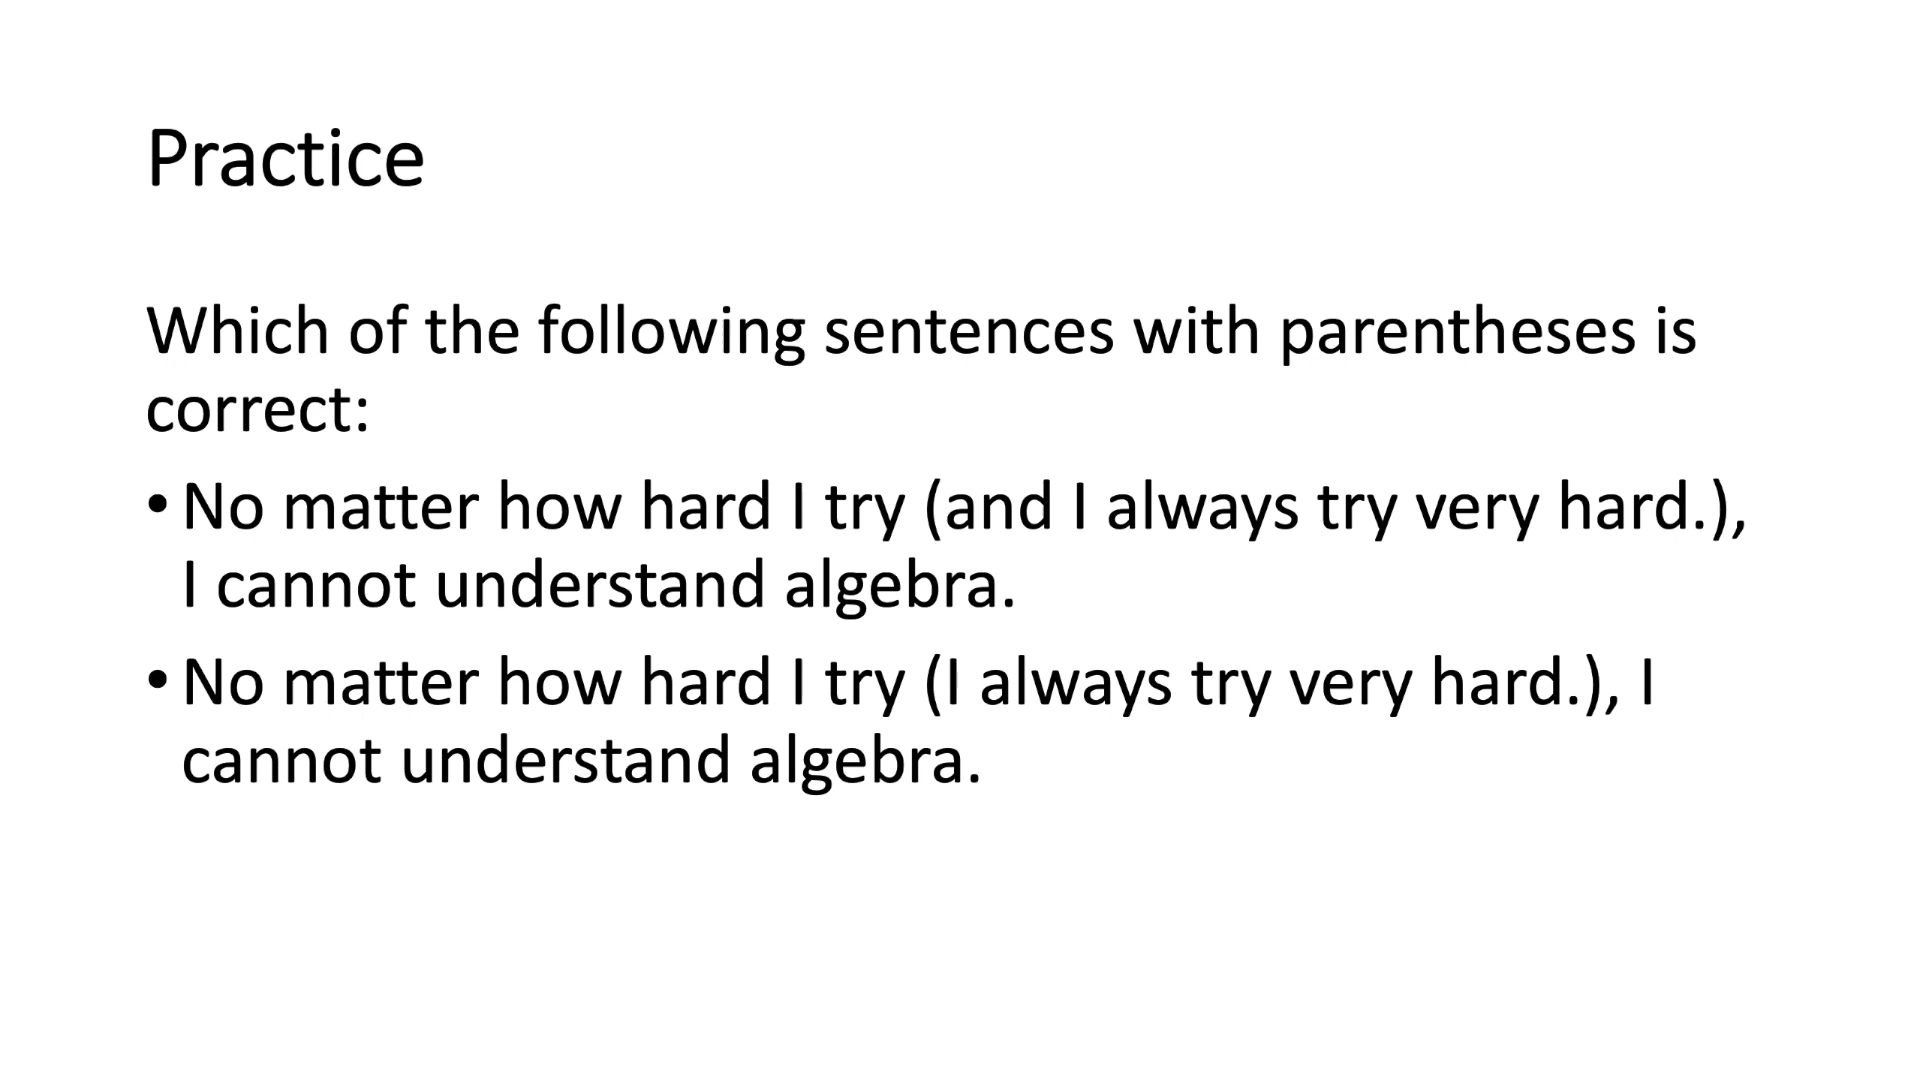 Practice
Which of the following sentences with parentheses is
correct:
• No matter how hard I try (and I always try very hard.),
I cannot understand algebra.
• No matter how hard I try (I always try very hard.), I
cannot understand algebra.